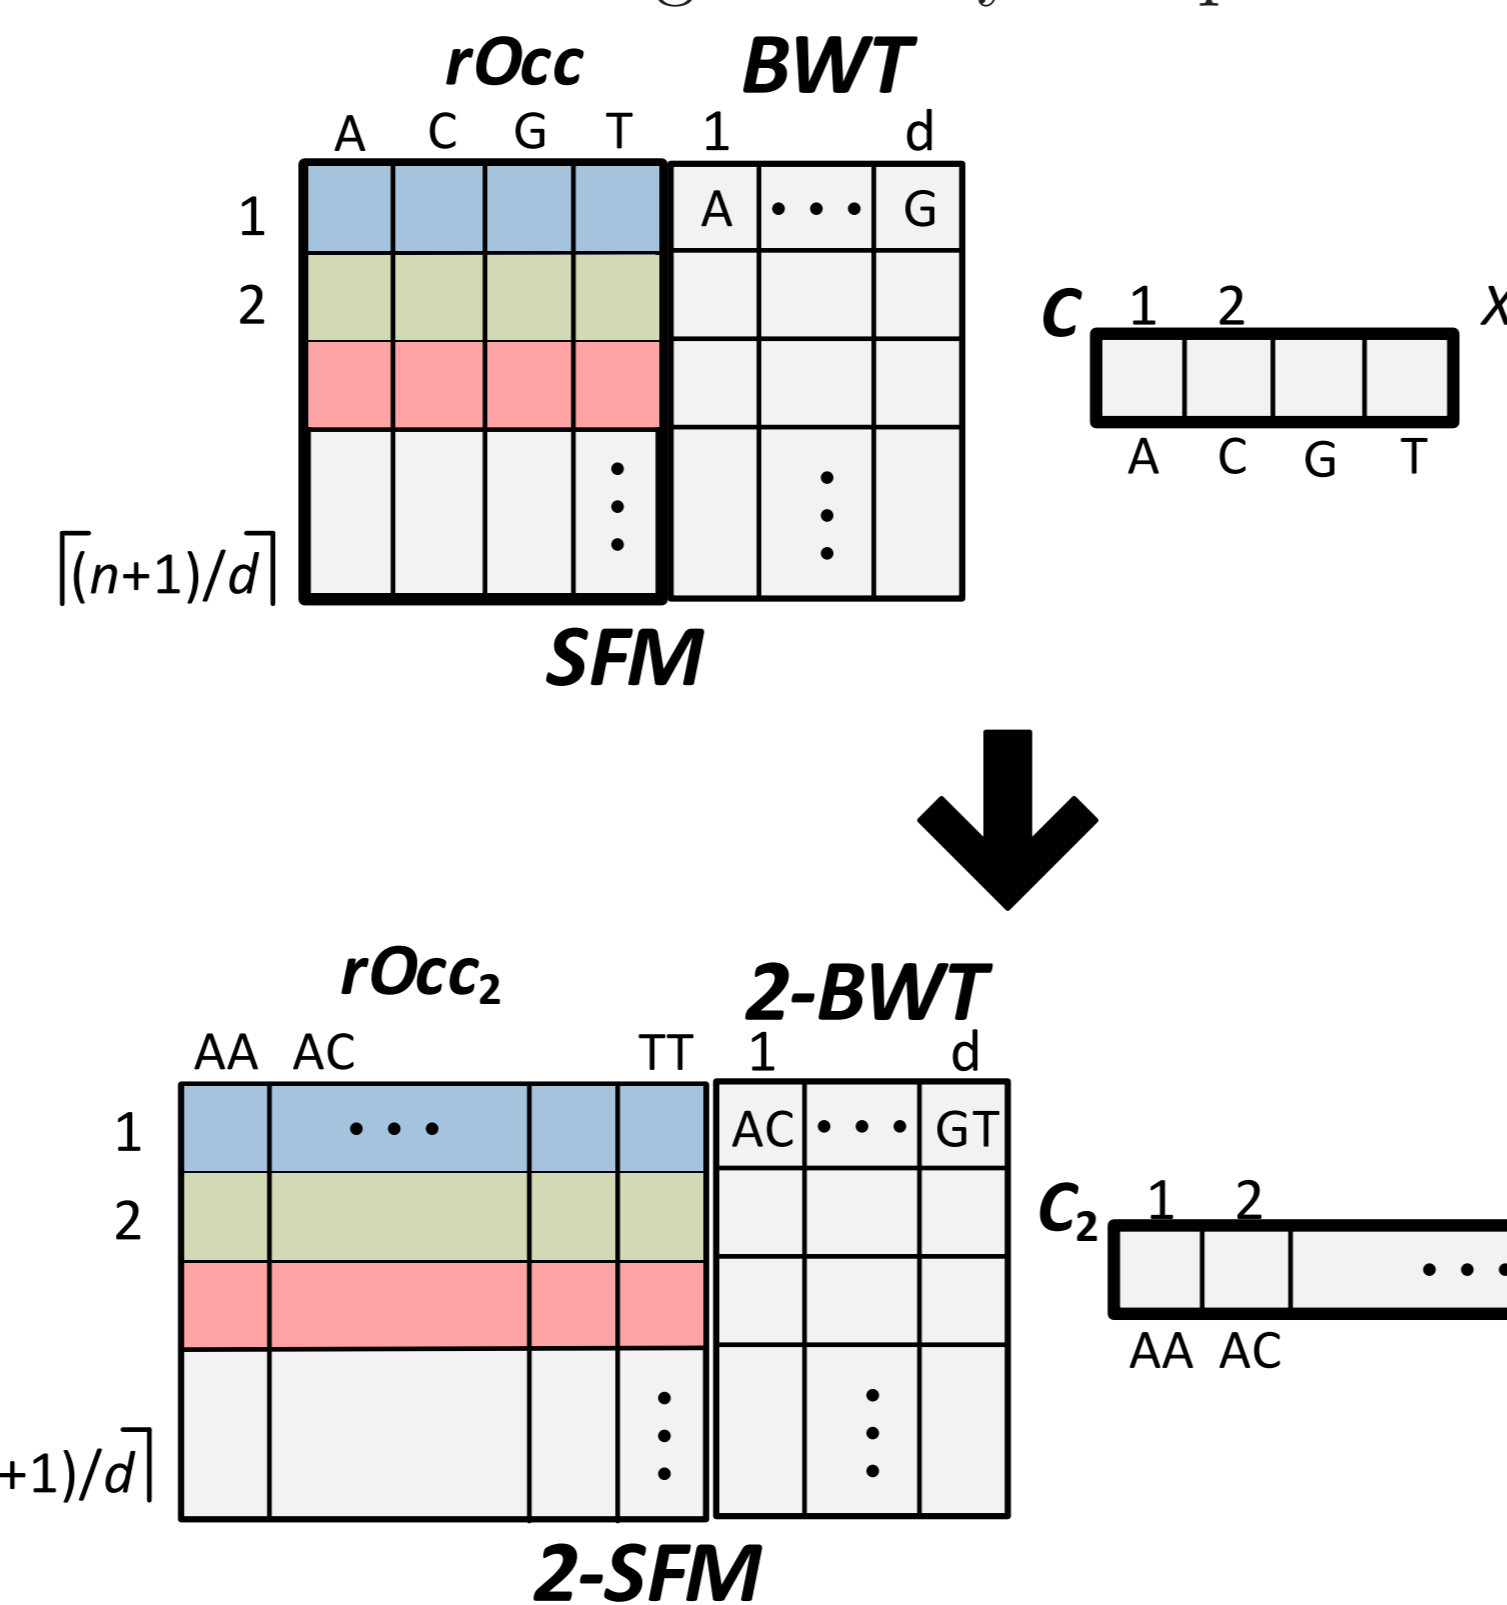 rOcc BWT
A C G T 1 d
1 A • • • G
2
C 1 2 X
A C G T
⌈(n+1)/d⌉
SFM
rOcc₂ 2-BWT
AA AC TT 1 d
1 • • • AC • • • GT
2
C₂ 1 2
• • •
AA AC
+1)/d⌉
2-SFM